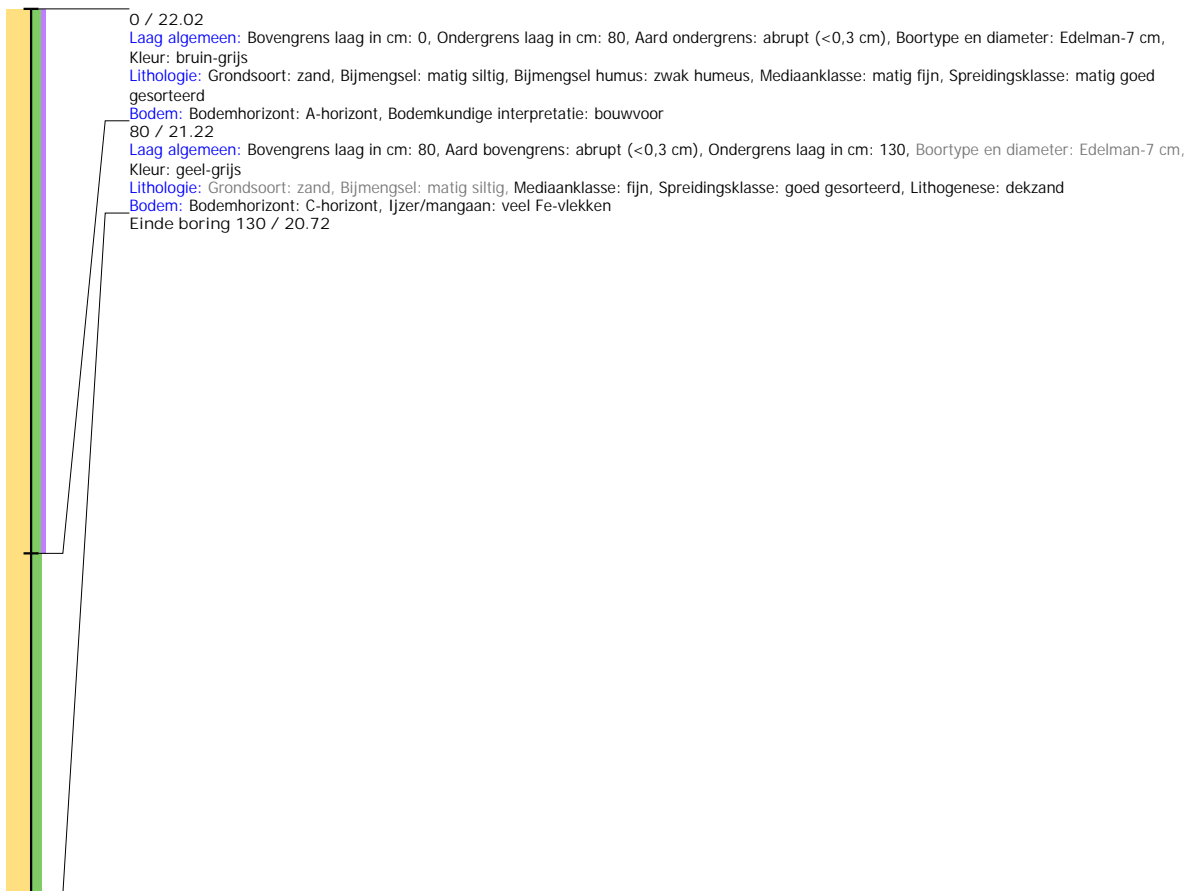 0 / 22.02
Laag algemeen: Bovengrens laag in cm: 0, Ondergrens laag in cm: 80, Aard ondergrens: abrupt (<0,3 cm), Boortype en diameter: Edelman-7 cm,
Kleur: bruin-grijs
Lithologie: Grondsoort: zand, Bijmengsel: matig siltig, Bijmengsel humus: zwak humeus, Mediaanklasse: matig fijn, Spreidingsklasse: matig goed
gesorteerd
Bodem: Bodemhorizont: A-horizont, Bodemkundige interpretatie: bouwvoor
80 / 21.22
Laag algemeen: Bovengrens laag in cm: 80, Aard bovengrens: abrupt (<0,3 cm), Ondergrens laag in cm: 130, Boortype en diameter: Edelman-7 cm,
Kleur: geel-grijs
Lithologie: Grondsoort: zand, Bijmengsel: matig siltig, Mediaanklasse: fijn, Spreidingsklasse: goed gesorteerd, Lithogenese: dekzand
Bodem: Bodemhorizont: C-horizont, Ijzer/mangaan: veel Fe-vlekken
Einde boring 130 / 20.72